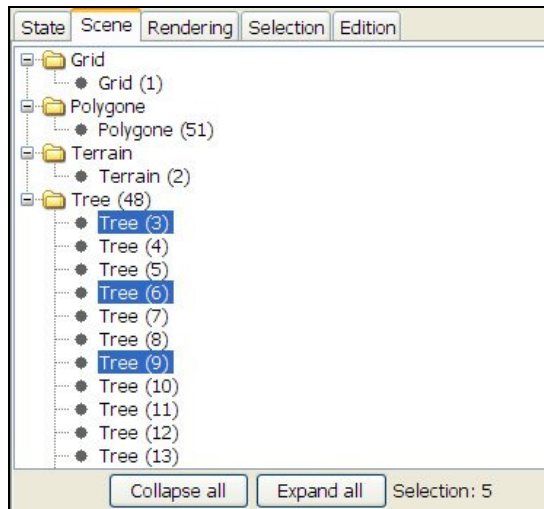 State Scene Rendering Selection Edition
Grid
Grid (1)
Polygone
Polygone (51)
Terrain
Terrain (2)
Tree (48)
Tree (3)
Tree (4)
Tree (5)
Tree (6)
Tree (7)
Tree (8)
Tree (9)
Tree (10)
Tree (11)
Tree (12)
Tree (13)
Collapse all Expand all Selection: 5